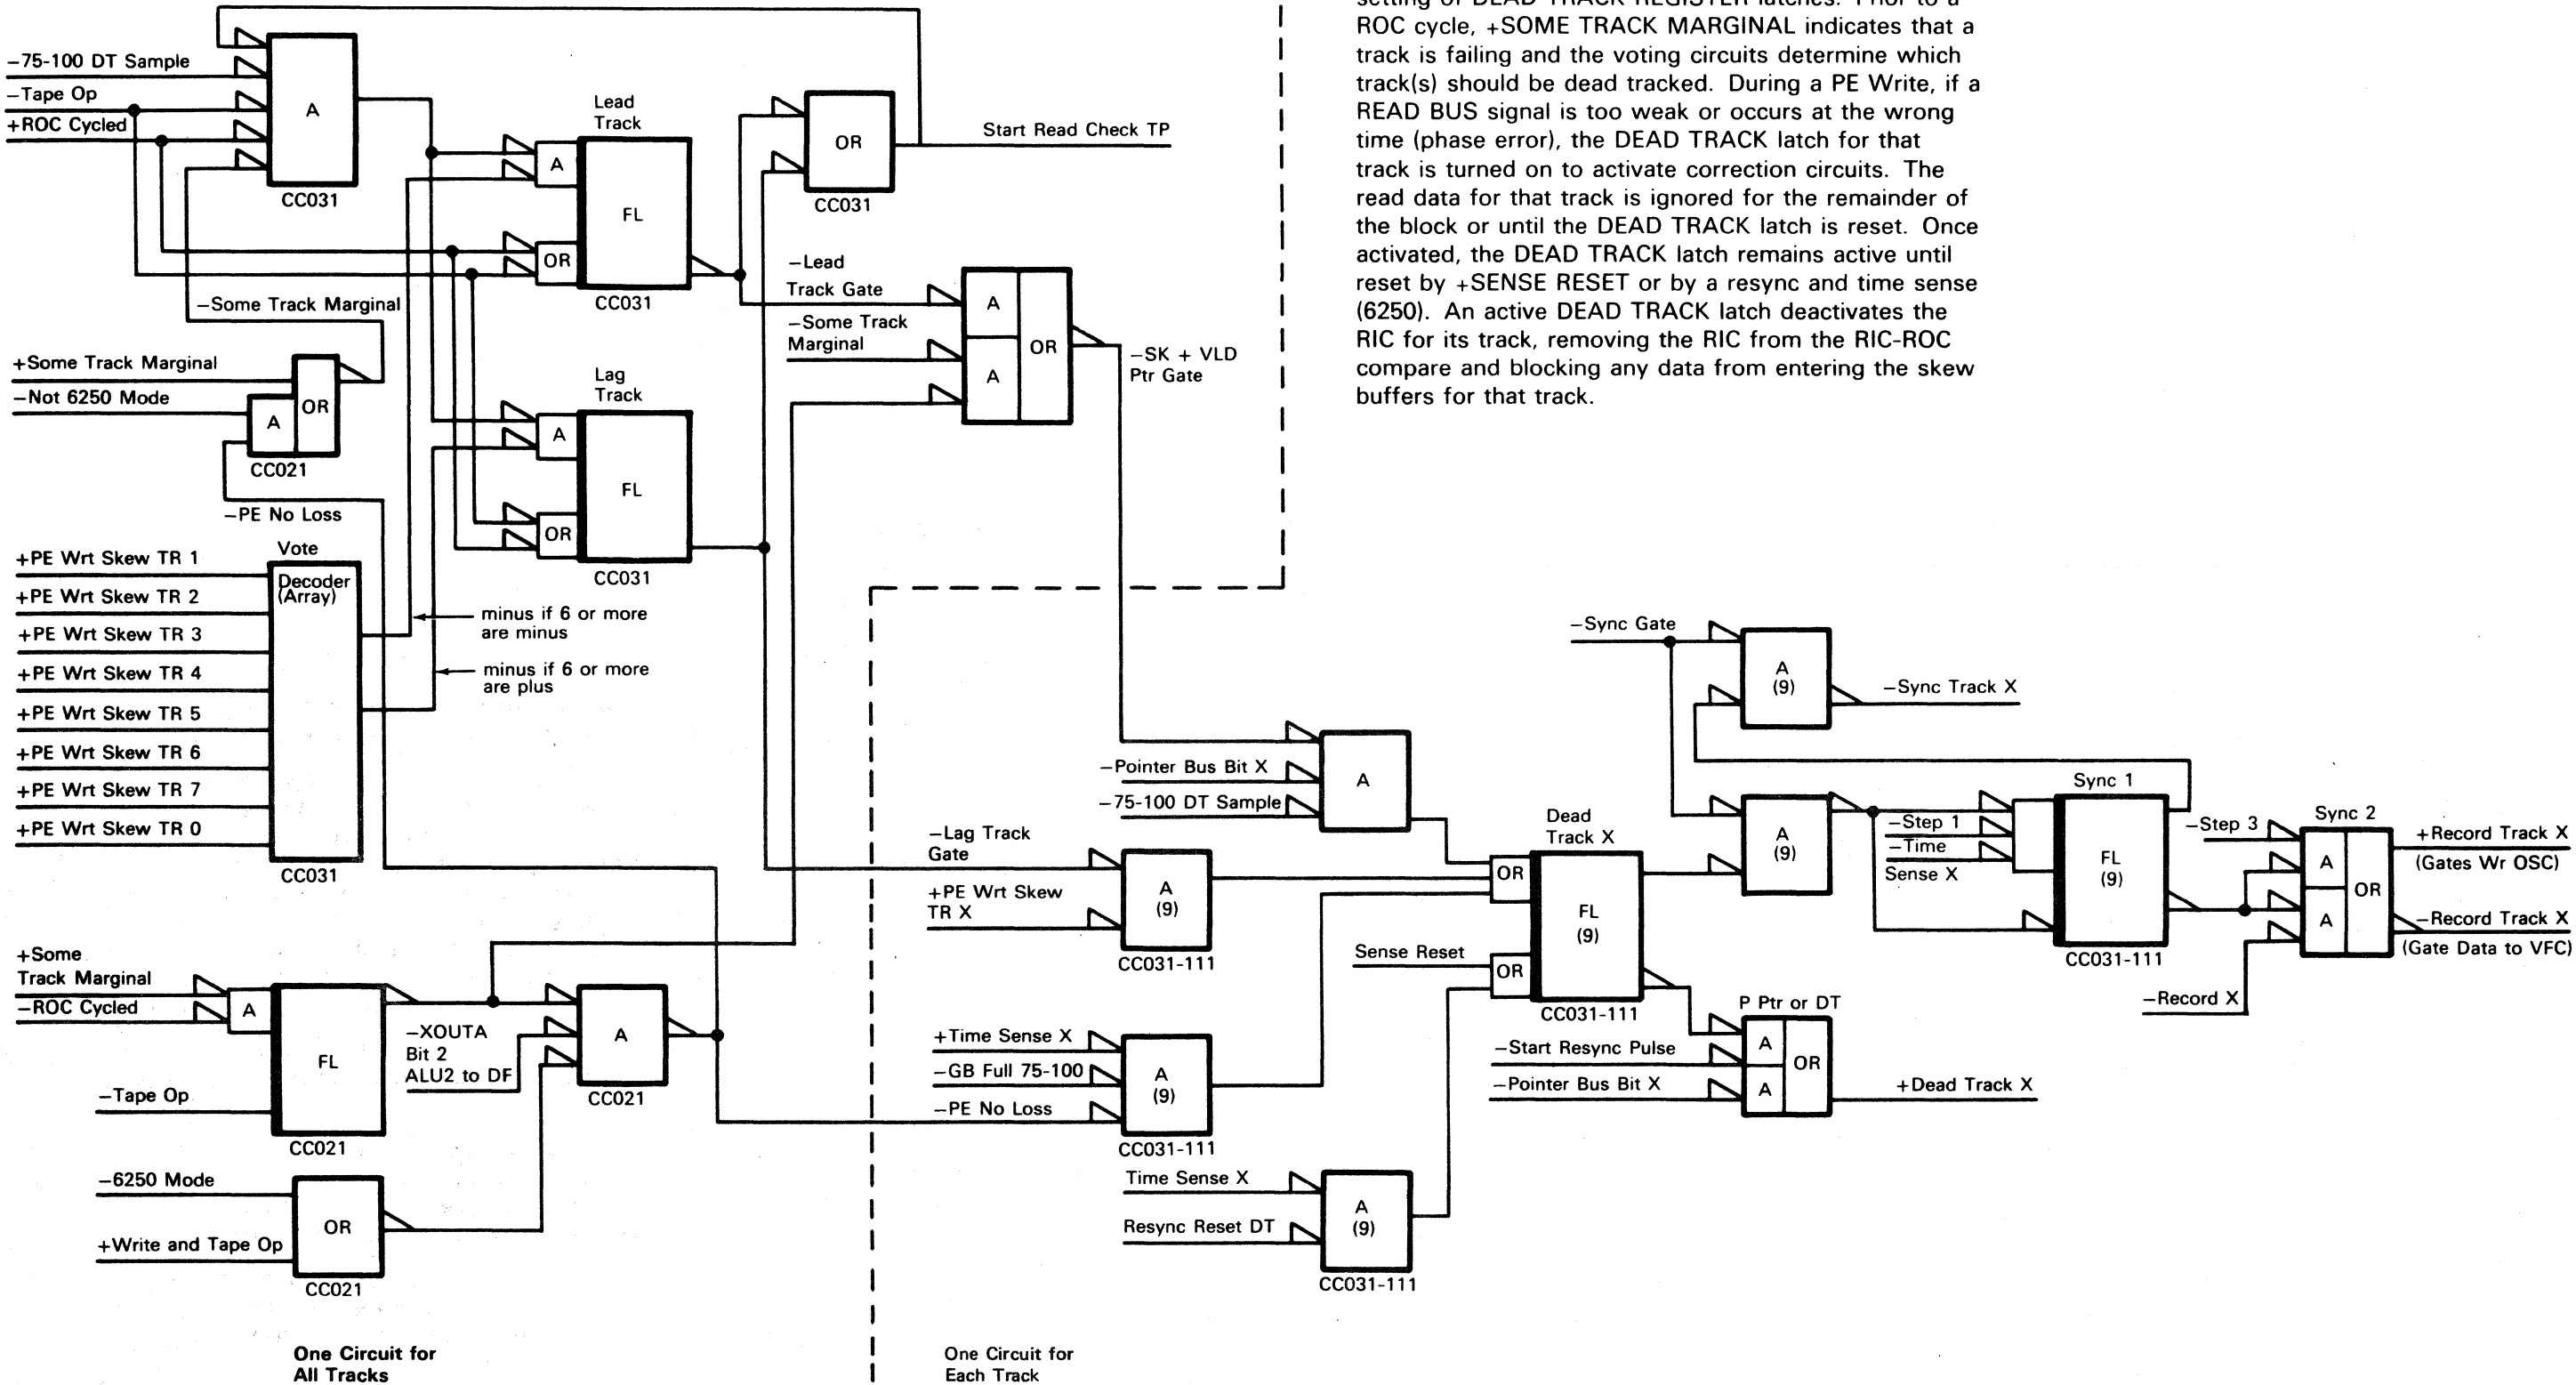 setting of DEAD TRACK REGISTER latches. Prior to a
ROC cycle, +SOME TRACK MARGINAL indicates that a
track is failing and the voting circuits determine which
track(s) should be dead tracked. During a PE Write, if a
READ BUS signal is too weak or occurs at the wrong
time (phase error), the DEAD TRACK latch for that
track is turned on to activate correction circuits. The
read data for that track is ignored for the remainder of
the block or until the DEAD TRACK latch is reset. Once
activated, the DEAD TRACK latch remains active until
reset by +SENSE RESET or by a resync and time sense
(6250). An active DEAD TRACK latch deactivates the
RIC for its track, removing the RIC from the RIC-ROC
compare and blocking any data from entering the skew
buffers for that track.
−75-100 DT Sample
−Tape Op
+ROC Cycled
A
CC031
Lead
Track
A
FL
OR
CC031
OR
CC031
Start Read Check TP
−Some Track Marginal
+Some Track Marginal
−Not 6250 Mode
A
OR
CC021
−PE No Loss
Lag
Track
A
FL
OR
CC031
−Lead
Track Gate
−Some Track
Marginal
A
A
OR
−SK + VLD
Ptr Gate
+PE Wrt Skew TR 1
+PE Wrt Skew TR 2
+PE Wrt Skew TR 3
+PE Wrt Skew TR 4
+PE Wrt Skew TR 5
+PE Wrt Skew TR 6
+PE Wrt Skew TR 7
+PE Wrt Skew TR 0
Vote
Decoder
(Array)
CC031
minus if 6 or more
are minus
minus if 6 or more
are plus
+Some
Track Marginal
−ROC Cycled
A
FL
−Tape Op
CC021
−XOUTA
Bit 2
ALU2 to DF
A
CC021
−6250 Mode
+Write and Tape Op
OR
CC021
One Circuit for
All Tracks
One Circuit for
Each Track
−Pointer Bus Bit X
−75-100 DT Sample
A
−Lag Track
Gate
+PE Wrt Skew
TR X
A
(9)
CC031-111
+Time Sense X
−GB Full 75-100
−PE No Loss
A
(9)
CC031-111
Time Sense X
Resync Reset DT
A
(9)
CC031-111
Dead
Track X
OR
FL
(9)
Sense Reset
OR
CC031-111
−Sync Gate
A
(9)
−Sync Track X
A
(9)
P Ptr or DT
−Start Resync Pulse
−Pointer Bus Bit X
A
A
OR
+Dead Track X
Sync 1
−Step 1
−Time
Sense X
FL
(9)
CC031-111
Sync 2
−Step 3
A
A
OR
−Record X
+Record Track X
(Gates Wr OSC)
−Record Track X
(Gate Data to VFC)